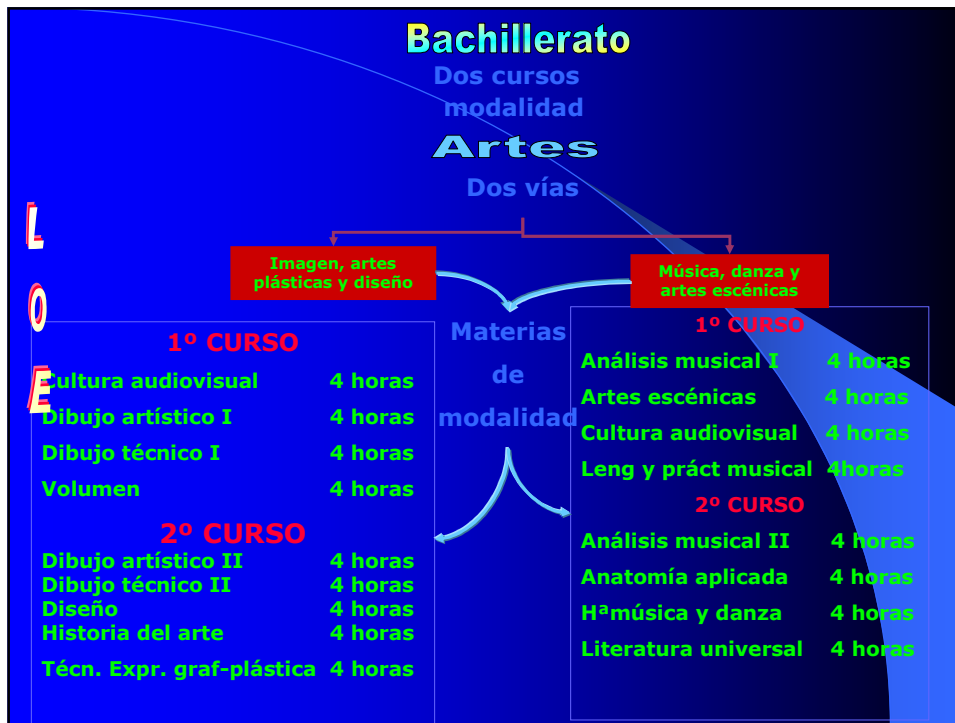 Bachillerato
Dos cursos
modalidad
Artes
Dos vías
LOE
Imagen, artes
plásticas y diseño
Música, danza y
artes escénicas
Materias
de
modalidad
1º CURSO
Cultura audiovisual 4 horas
Dibujo artístico I 4 horas
Dibujo técnico I 4 horas
Volumen 4 horas
2º CURSO
Dibujo artístico II 4 horas
Dibujo técnico II 4 horas
Diseño 4 horas
Historia del arte 4 horas
Técn. Expr. graf-plástica 4 horas
1º CURSO
Análisis musical I 4 horas
Artes escénicas 4 horas
Cultura audiovisual 4 horas
Leng y práct musical 4horas
2º CURSO
Análisis musical II 4 horas
Anatomía aplicada 4 horas
Hªmúsica y danza 4 horas
Literatura universal 4 horas